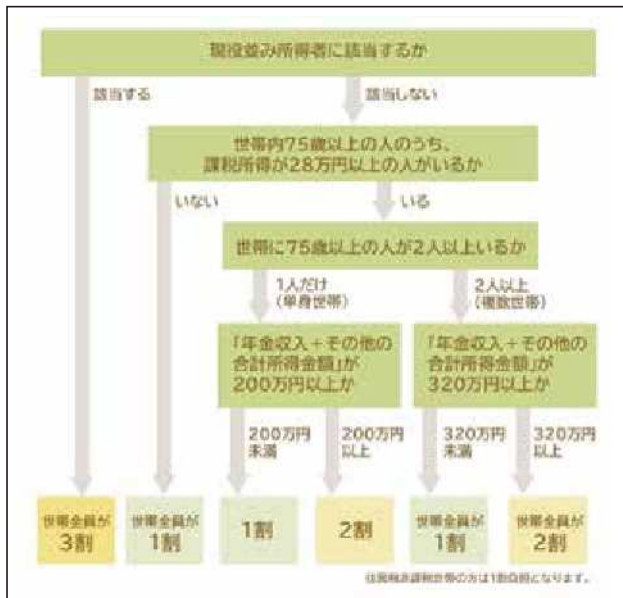 現役並み所得者に該当するか
該当する
該当しない
世帯内75歳以上の人のうち、
課税所得が28万円以上の人がいるか
いない
いる
世帯に75歳以上の人が2人以上いるか
1人だけ
(単身世帯)
2人以上
(複数世帯)
「年金収入+その他の
合計所得金額」が
200万円以上か
「年金収入+その他の
合計所得金額」が
320万円以上か
200万円
未満
200万円
以上
320万円
未満
320万円
以上
世帯全員が
3割
世帯全員が
1割
1割
2割
世帯全員が
1割
世帯全員が
2割
住民税非課税世帯の方は1割負担となります。